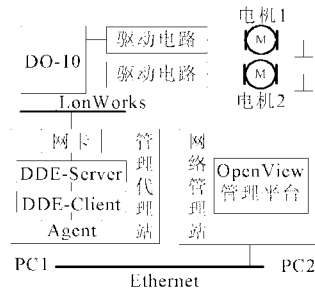 电机1
M
驱动电路
DO-10
驱动电路
M
电机2
LonWorks
网卡
DDE-Server
DDE-Client
Agent
管理代理站
网络管理站
OpenView
管理平台
PC1
PC2
Ethernet